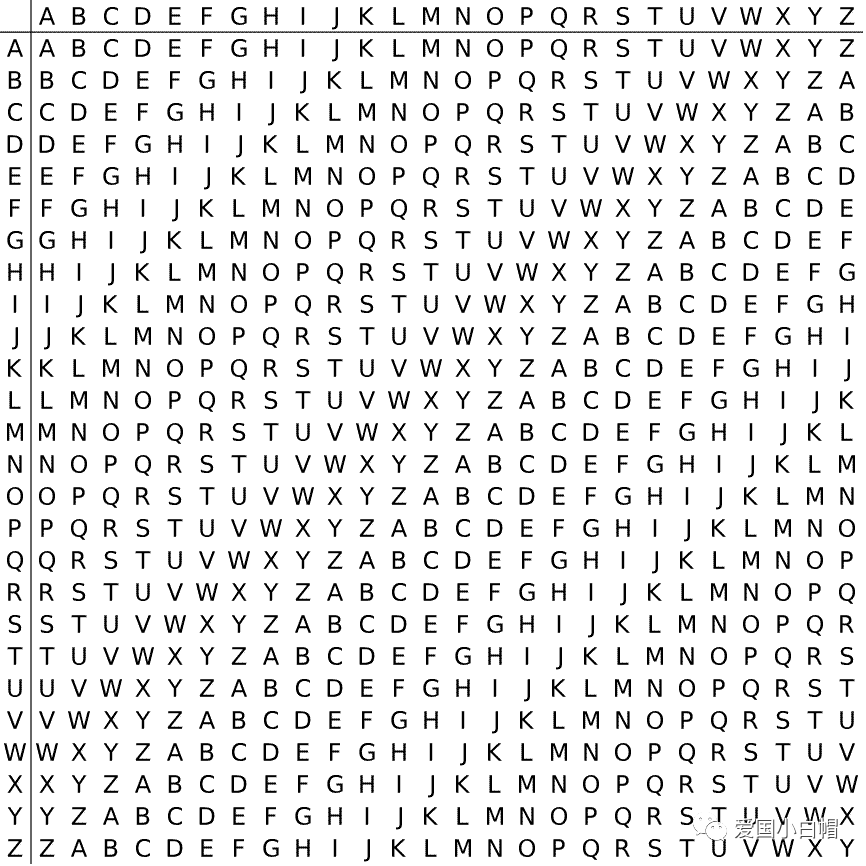 A B C D E F G H I J K L M N O P Q R S T U V W X Y Z
A A B C D E F G H I J K L M N O P Q R S T U V W X Y Z
B B C D E F G H I J K L M N O P Q R S T U V W X Y Z A
C C D E F G H I J K L M N O P Q R S T U V W X Y Z A B
D D E F G H I J K L M N O P Q R S T U V W X Y Z A B C
E E F G H I J K L M N O P Q R S T U V W X Y Z A B C D
F F G H I J K L M N O P Q R S T U V W X Y Z A B C D E
G G H I J K L M N O P Q R S T U V W X Y Z A B C D E F
H H I J K L M N O P Q R S T U V W X Y Z A B C D E F G
I I J K L M N O P Q R S T U V W X Y Z A B C D E F G H
J J K L M N O P Q R S T U V W X Y Z A B C D E F G H I
K K L M N O P Q R S T U V W X Y Z A B C D E F G H I J
L L M N O P Q R S T U V W X Y Z A B C D E F G H I J K
M M N O P Q R S T U V W X Y Z A B C D E F G H I J K L
N N O P Q R S T U V W X Y Z A B C D E F G H I J K L M
O O P Q R S T U V W X Y Z A B C D E F G H I J K L M N
P P Q R S T U V W X Y Z A B C D E F G H I J K L M N O
Q Q R S T U V W X Y Z A B C D E F G H I J K L M N O P
R R S T U V W X Y Z A B C D E F G H I J K L M N O P Q
S S T U V W X Y Z A B C D E F G H I J K L M N O P Q R
T T U V W X Y Z A B C D E F G H I J K L M N O P Q R S
U U V W X Y Z A B C D E F G H I J K L M N O P Q R S T
V V W X Y Z A B C D E F G H I J K L M N O P Q R S T U
W W X Y Z A B C D E F G H I J K L M N O P Q R S T U V
X X Y Z A B C D E F G H I J K L M N O P Q R S T U V W
Y Y Z A B C D E F G H I J K L M N O P Q R S T U V W X
Z Z A B C D E F G H I J K L M N O P Q R S T U V W X Y
爱国小白帽